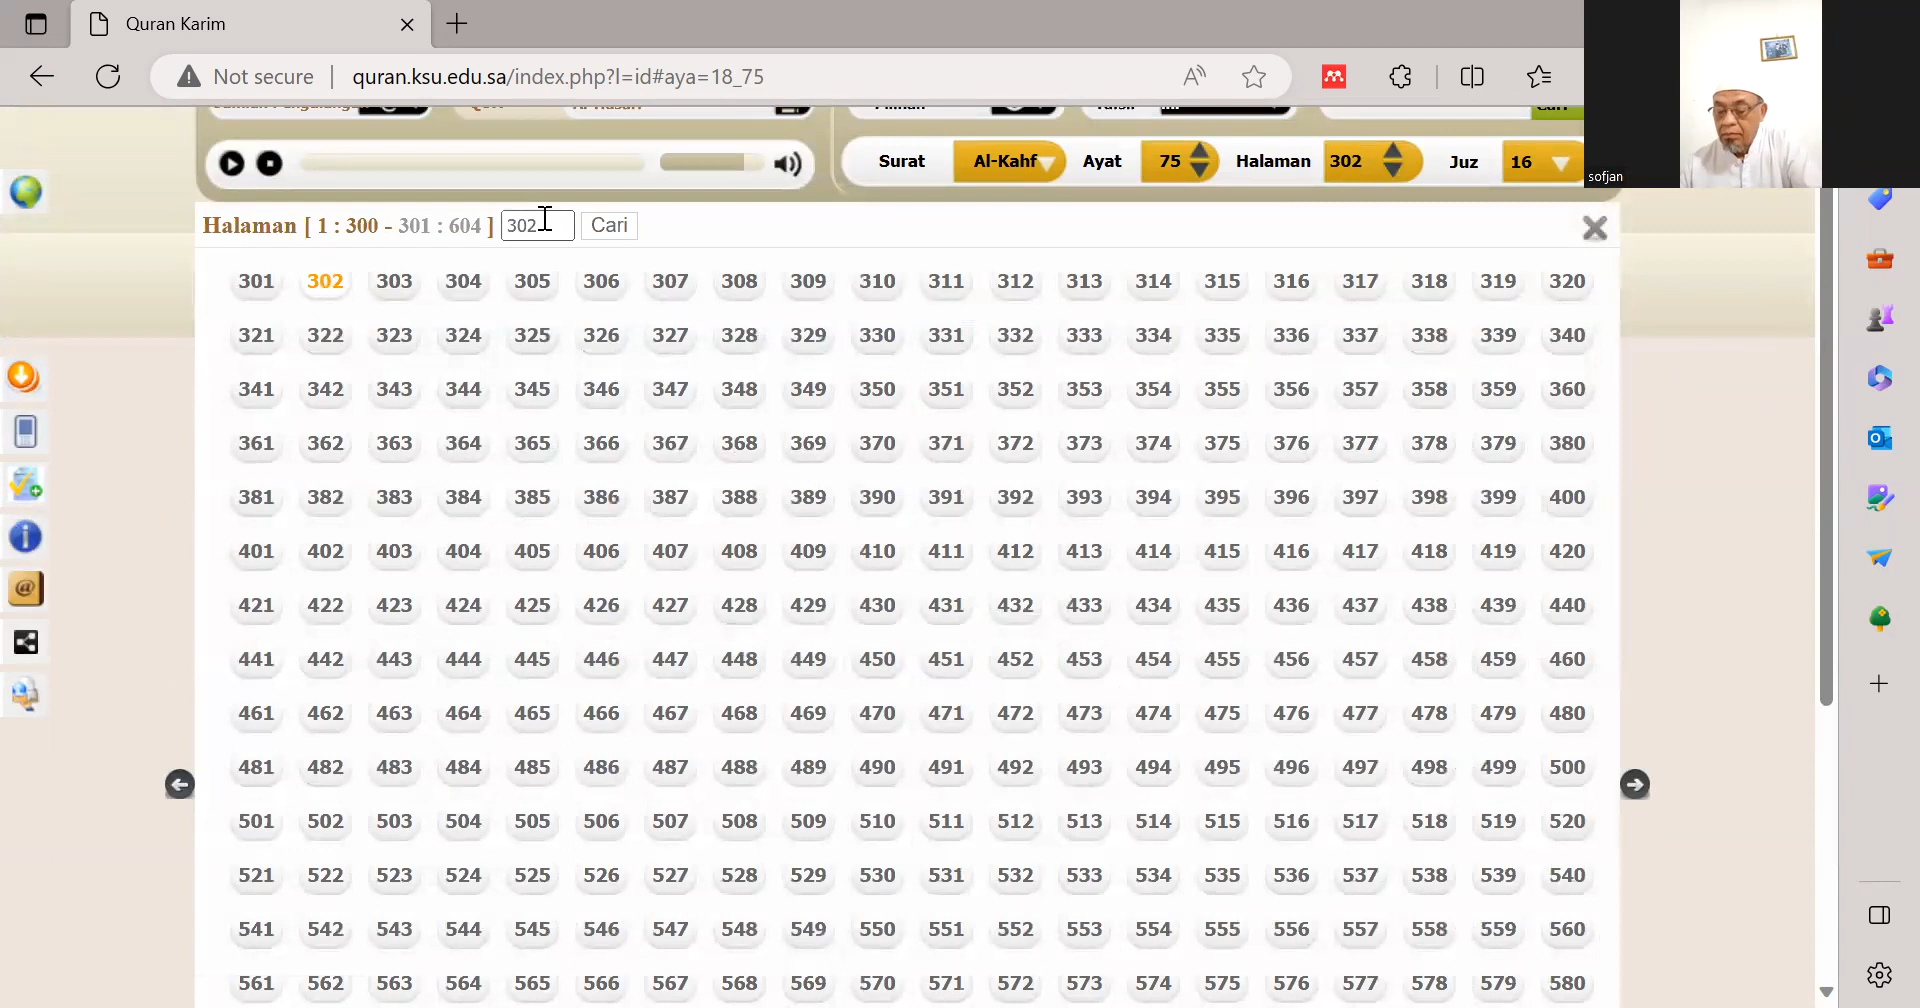 Quran Karim
Not secure | quran.ksu.edu.sa/index.php?l=id#aya=18_75
Cari
Surat Al-Kahf Ayat 75 Halaman 302 Juz 16
sofjan
Halaman [ 1 : 300 - 301 : 604 ] 302 Cari
301 302 303 304 305 306 307 308 309 310 311 312 313 314 315 316 317 318 319 320
321 322 323 324 325 326 327 328 329 330 331 332 333 334 335 336 337 338 339 340
341 342 343 344 345 346 347 348 349 350 351 352 353 354 355 356 357 358 359 360
361 362 363 364 365 366 367 368 369 370 371 372 373 374 375 376 377 378 379 380
381 382 383 384 385 386 387 388 389 390 391 392 393 394 395 396 397 398 399 400
401 402 403 404 405 406 407 408 409 410 411 412 413 414 415 416 417 418 419 420
421 422 423 424 425 426 427 428 429 430 431 432 433 434 435 436 437 438 439 440
441 442 443 444 445 446 447 448 449 450 451 452 453 454 455 456 457 458 459 460
461 462 463 464 465 466 467 468 469 470 471 472 473 474 475 476 477 478 479 480
481 482 483 484 485 486 487 488 489 490 491 492 493 494 495 496 497 498 499 500
501 502 503 504 505 506 507 508 509 510 511 512 513 514 515 516 517 518 519 520
521 522 523 524 525 526 527 528 529 530 531 532 533 534 535 536 537 538 539 540
541 542 543 544 545 546 547 548 549 550 551 552 553 554 555 556 557 558 559 560
561 562 563 564 565 566 567 568 569 570 571 572 573 574 575 576 577 578 579 580